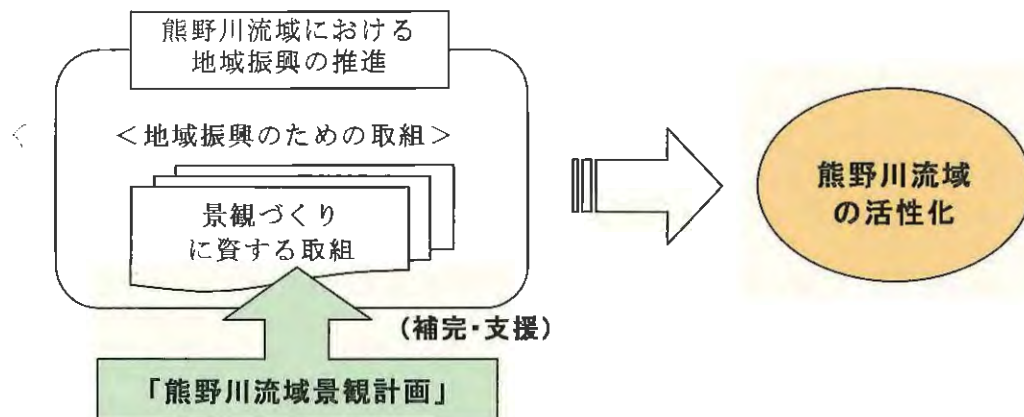 熊野川流域における
地域振興の推進
＜地域振興のための取組＞
景観づくり
に資する取組
(補完・支援)
「熊野川流域景観計画」
熊野川流域
の活性化